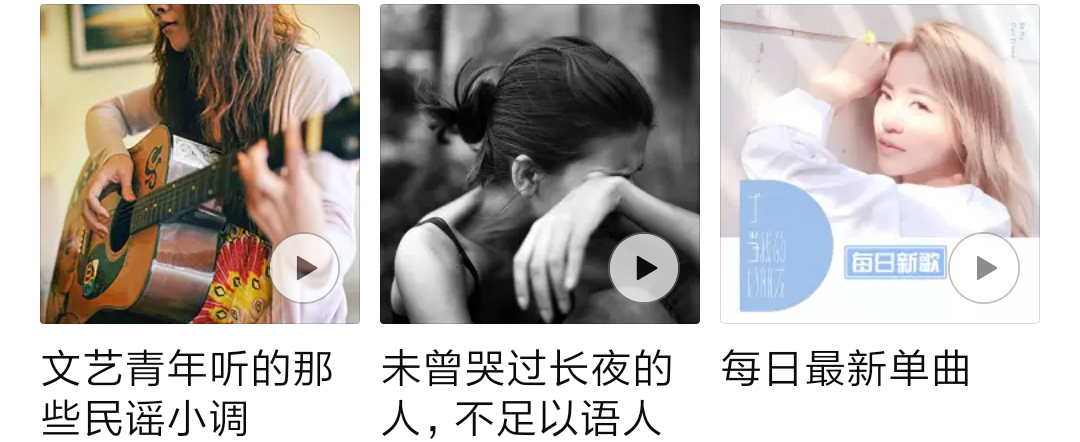 每日新歌
文艺青年听的那
些民谣小调
未曾哭过长夜的
人，不足以语人
每日最新单曲